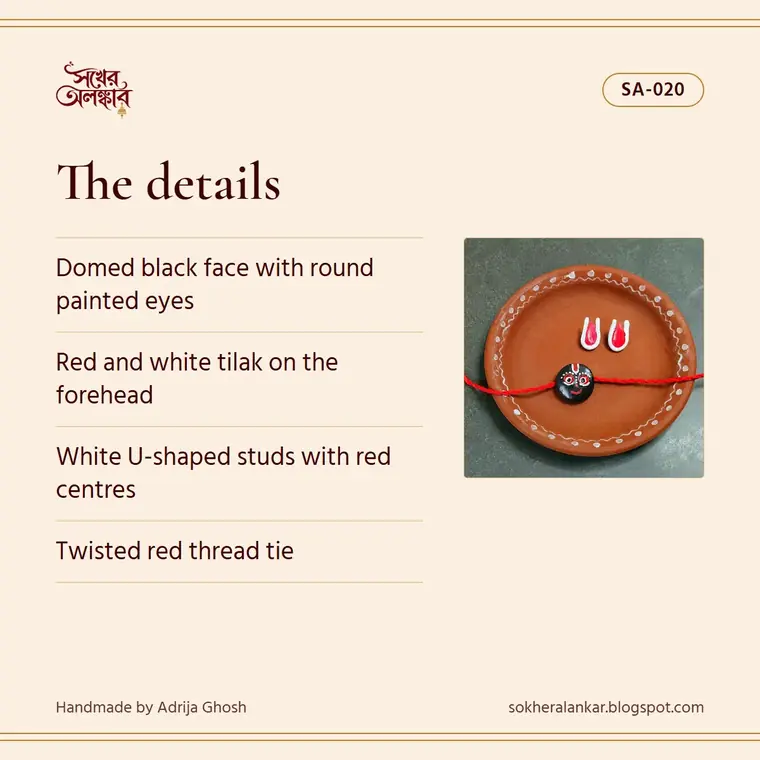 সখের
অলঙ্কার
SA-020
The details
Domed black face with round
painted eyes
Red and white tilak on the
forehead
White U-shaped studs with red
centres
Twisted red thread tie
Handmade by Adrija Ghosh
sokheralankar.blogspot.com